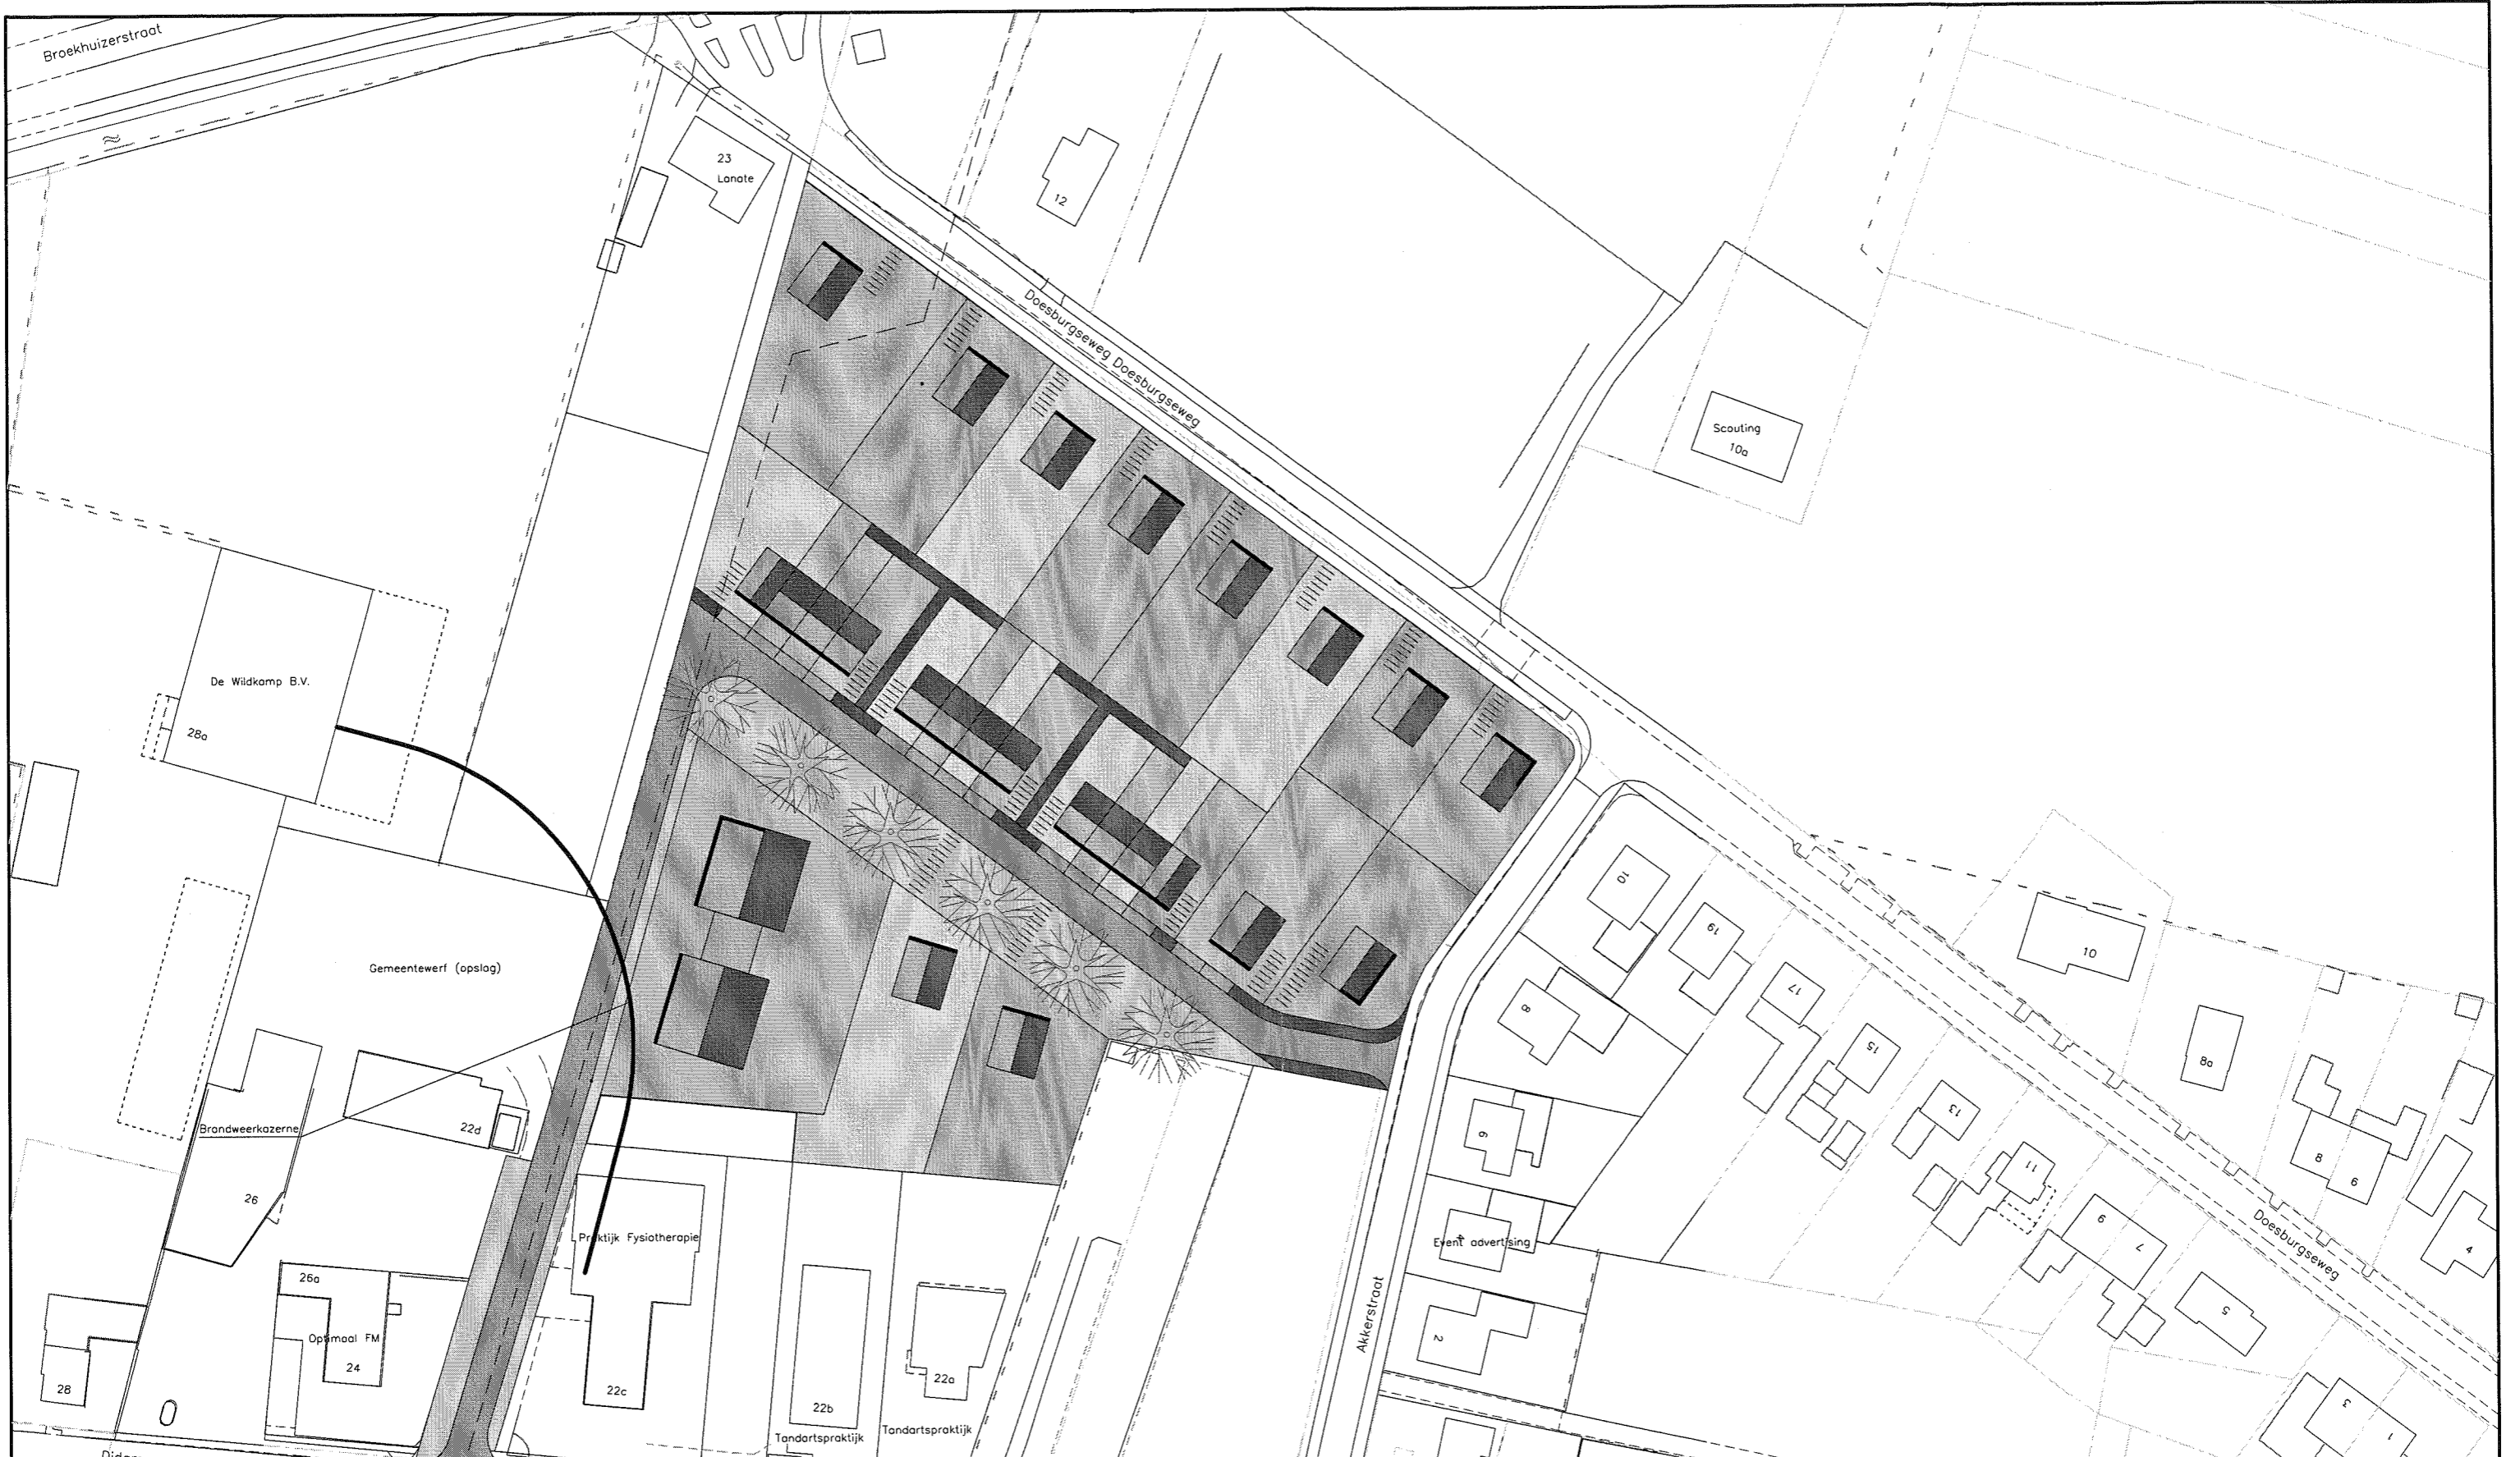 Broekhuizerstraat
23
Lanate
12
Doesburgseweg Doesburgseweg
Scouting
10a
De Wildkamp B.V.
28a
Gemeentewerf (opslag)
Brandweerkazerne
22d
26
26a
Optimaal FM
24
28
Praktijk Fysiotherapie
22c
22b
Tandartspraktijk
22a
Tandartspraktijk
Akkerstraat
10
19
8
17
15
6
13
11
4
Event advertising
2
9
7
5
3
1
10
8a
8
6
4
Doesburgseweg